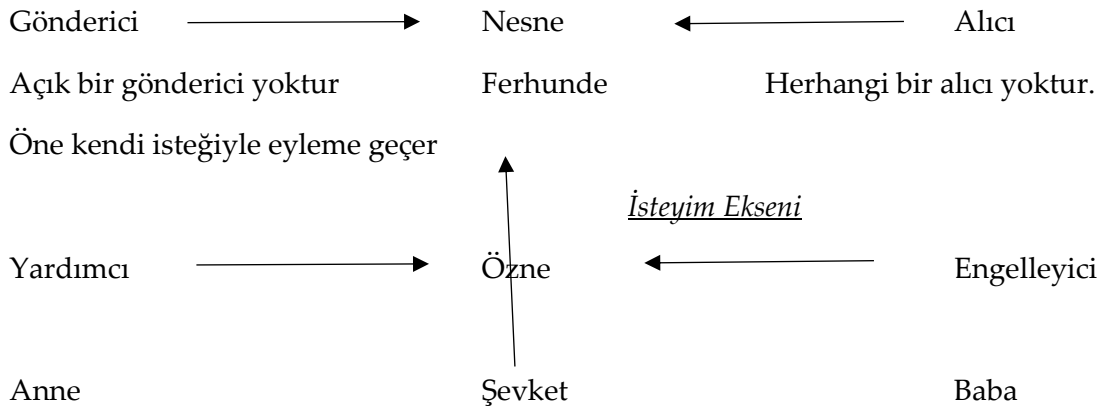 Gönderici Nesne Alıcı
Açık bir gönderici yoktur Ferhunde Herhangi bir alıcı yoktur.
Öne kendi isteğiyle eyleme geçer
İsteyim Ekseni
Yardımcı Özne Engelleyici
Anne Şevket Baba